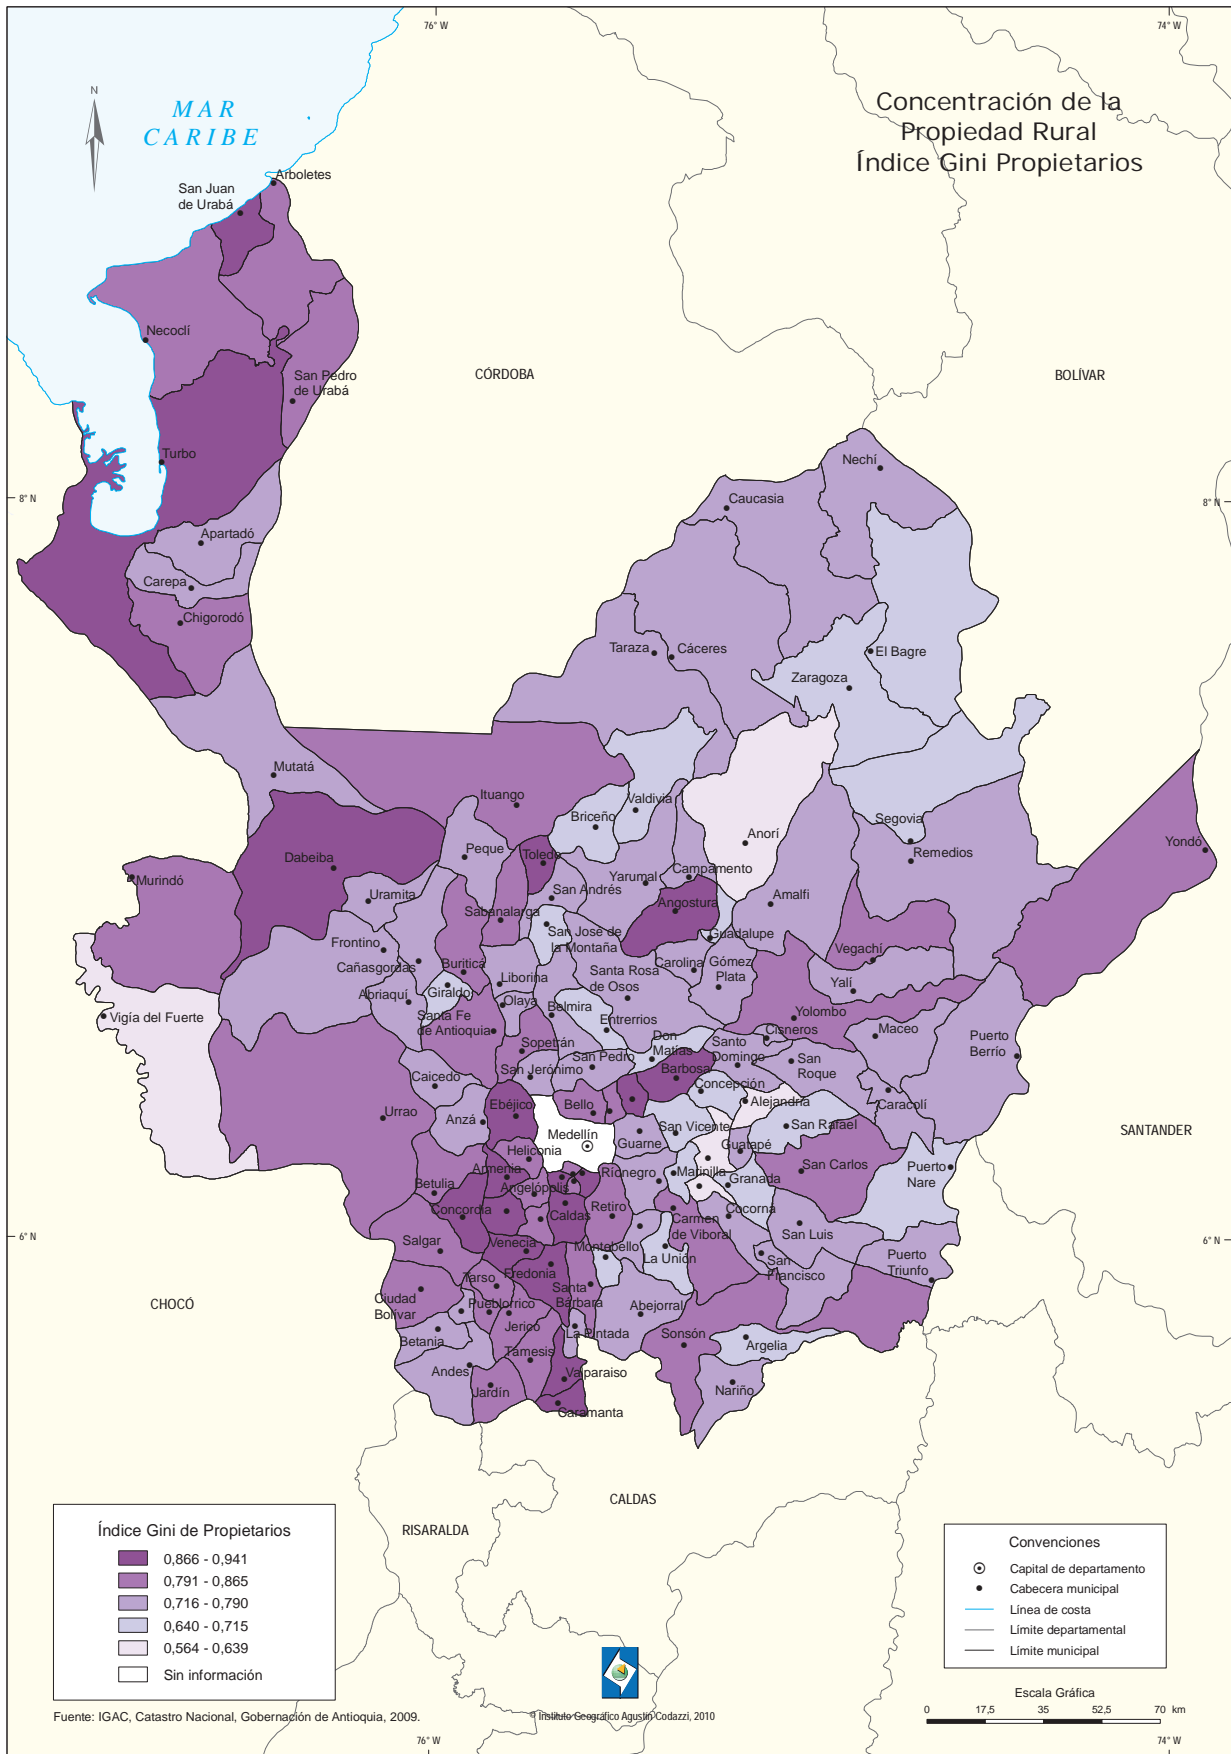 76° W
74° W
N
MAR
CARIBE
Concentración de la
Propiedad Rural
Índice Gini Propietarios
Arboletes
San Juan
de Urabá
Necoclí
San Pedro
de Urabá
CÓRDOBA
BOLÍVAR
Turbo
Nechí
8° N
8° N
Caucasia
Apartadó
Carepa
Chigorodó
Taraza
Cáceres
El Bagre
Zaragoza
Mutatá
Ituango
Valdivia
Briceño
Segovia
Anorí
Yondó
Dabeiba
Peque
Toledo
Remedios
Murindó
Yarumal
Campamento
Uramita
San Andrés
Amalfi
Sabanalarga
Angostura
San José de
la Montaña
Guadalupe
Frontino
Vegachí
Cañasgordas
Buriticá
Carolina
Gómez
Plata
Liborina
Santa Rosa
de Osos
Giraldo
Yalí
Abriaquí
Olaya
Belmira
Vigía del Fuerte
Santa Fe
de Antioquia
Entrerrios
Yolombo
Don
Matías
Cisneros
Maceo
Santo
Domingo
Puerto
Berrío
Sopetrán
San Pedro
San
Roque
Barbosa
San Jerónimo
Caicedo
Concepción
Caracolí
Ebéjico
Bello
Alejandría
Urrao
Anzá
San Vicente
San Rafael
SANTANDER
Medellín
Guarne
Guatapé
Heliconia
Puerto
Nare
Armenia
Rionegro
Marinilla
San Carlos
Betulia
Angelópolis
Granada
Concordia
Caldas
Retiro
Cocorna
Carmen
de Viboral
San Luis
6° N
6° N
Salgar
Venecia
Montebello
La Unión
Puerto
Triunfo
San
Francisco
Fredonia
Tarso
Santa
Bárbara
CHOCÓ
Ciudad
Bolívar
Pueblorrico
Abejorral
Jericó
La Pintada
Sonsón
Betania
Argelia
Támesis
Andes
Valparaiso
Jardín
Nariño
Caramanta
CALDAS
RISARALDA
Índice Gini de Propietarios
0,866 - 0,941
0,791 - 0,865
0,716 - 0,790
0,640 - 0,715
0,564 - 0,639
Sin información
Convenciones
Capital de departamento
Cabecera municipal
Línea de costa
Límite departamental
Límite municipal
Escala Gráfica
0 17,5 35 52,5 70 km
Fuente: IGAC, Catastro Nacional, Gobernación de Antioquia, 2009.
© Instituto Geográfico Agustín Codazzi, 2010
76° W
74° W